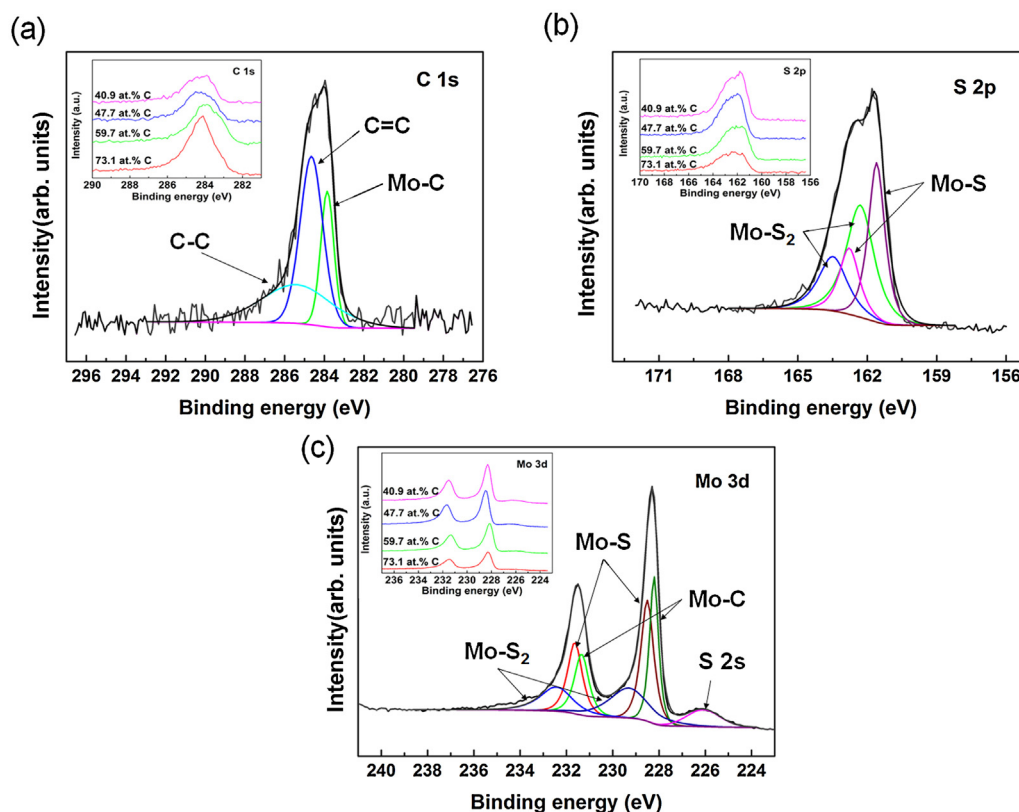 (a)
C 1s
C 1s
40.9 at.% C
47.7 at.% C
59.7 at.% C
73.1 at.% C
Intensity (a.u.)
290 288 286 284 282
Binding energy (eV)
C=C
Mo-C
C-C
Intensity(arb. units)
296 294 292 290 288 286 284 282 280 278 276
Binding energy (eV)
(b)
S 2p
S 2p
40.9 at.% C
47.7 at.% C
59.7 at.% C
73.1 at.% C
Intensity (a.u.)
170 168 166 164 162 160 158 156
Binding energy (eV)
Mo-S
Mo-S2
Intensity(arb. units)
171 168 165 162 159 156
Binding energy (eV)
(c)
Mo 3d
Mo 3d
40.9 at.% C
47.7 at.% C
59.7 at.% C
73.1 at.% C
Intensity (a.u.)
236 234 232 230 228 226 224
Binding energy (eV)
Mo-S
Mo-C
Mo-S2
S 2s
Intensity(arb. units)
240 238 236 234 232 230 228 226 224
Binding energy (eV)